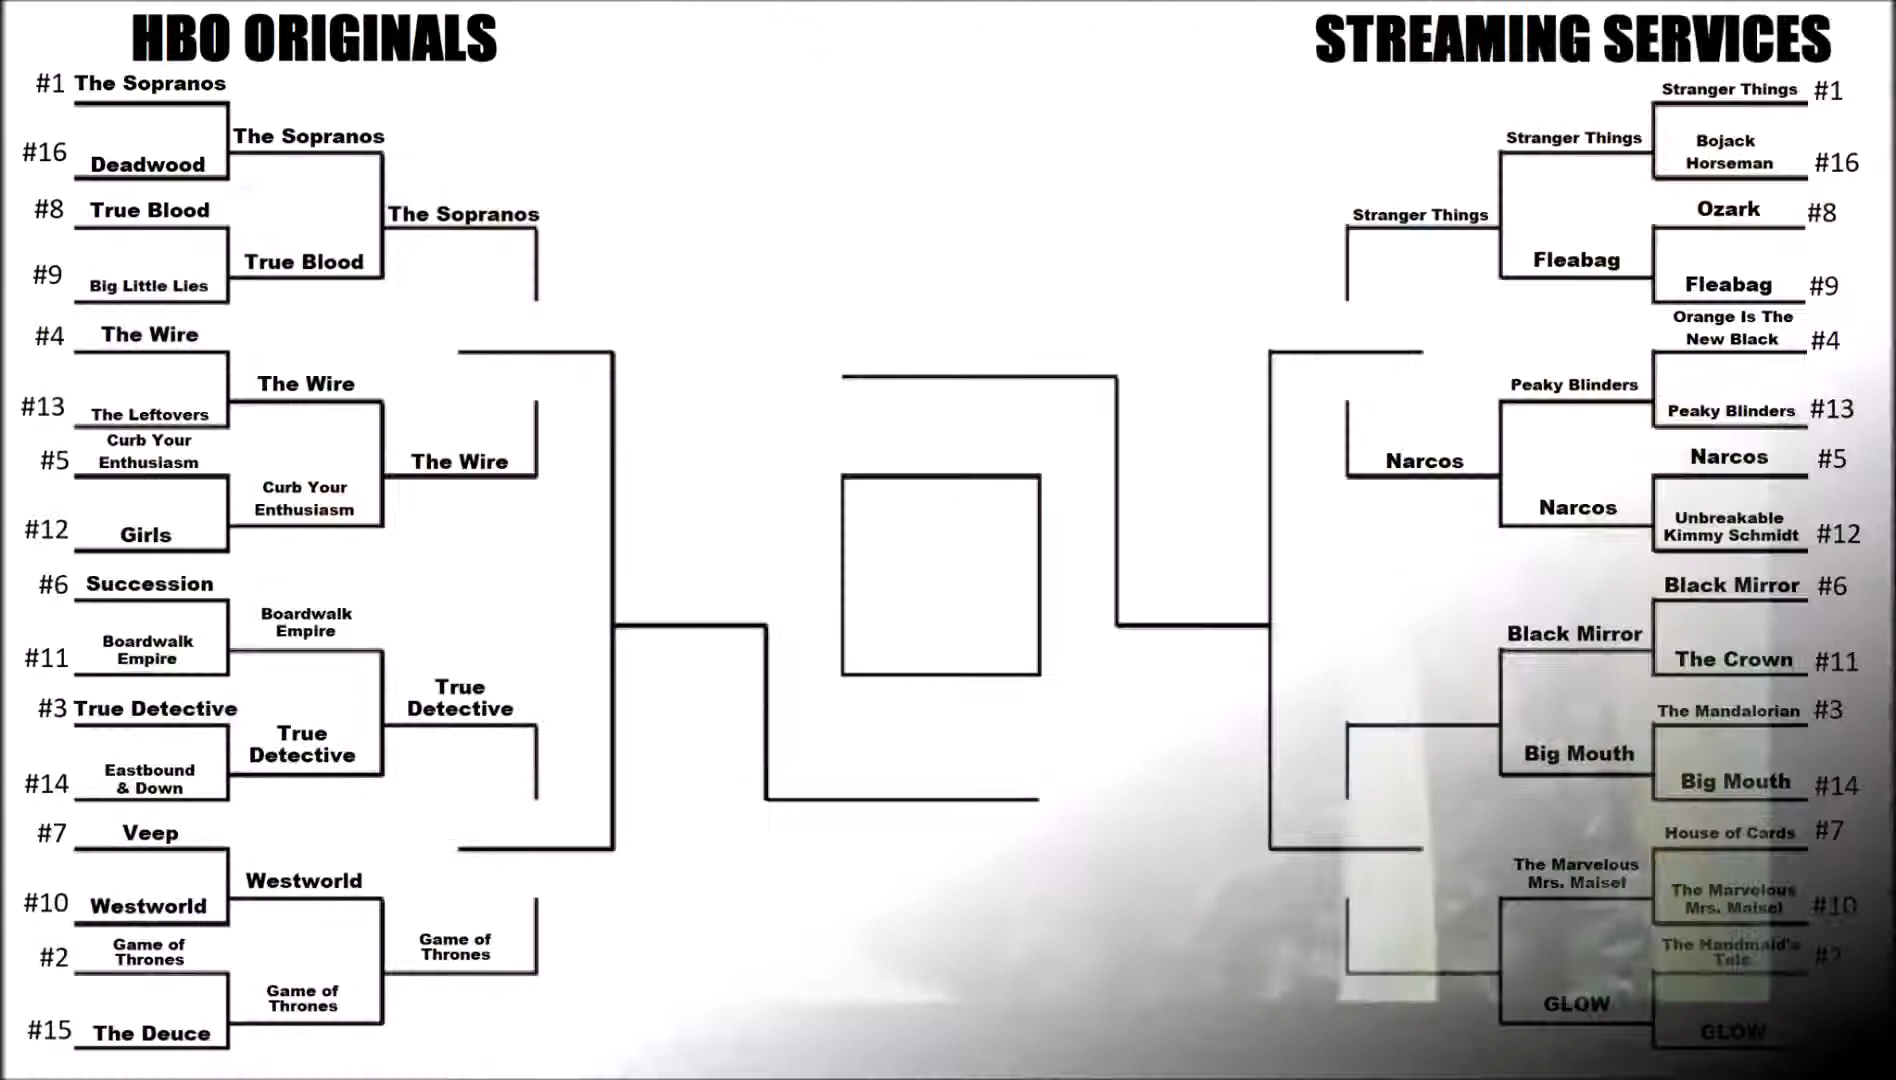 HBO ORIGINALS
#1 The Sopranos
#16 Deadwood
#8 True Blood
#9 Big Little Lies
#4 The Wire
#13 The Leftovers
#5 Curb Your
Enthusiasm
#12 Girls
#6 Succession
#11 Boardwalk
Empire
#3 True Detective
#14 Eastbound
& Down
#7 Veep
#10 Westworld
#2 Game of
Thrones
#15 The Deuce
The Sopranos
True Blood
The Wire
Curb Your
Enthusiasm
Boardwalk
Empire
True
Detective
Westworld
Game of
Thrones
The Sopranos
The Wire
True
Detective
Game of
Thrones
STREAMING SERVICES
Stranger Things
Narcos
Stranger Things
Fleabag
Peaky Blinders
Narcos
Black Mirror
Big Mouth
The Marvelous
Mrs. Maisel
GLOW
Stranger Things #1
Bojack
Horseman #16
Ozark #8
Fleabag #9
Orange Is The
New Black #4
Peaky Blinders #13
Narcos #5
Unbreakable
Kimmy Schmidt #12
Black Mirror #6
The Crown #11
The Mandalorian #3
Big Mouth #14
House of Cards #7
The Marvelous
Mrs. Maisel #10
The Handmaid's
Tale #2
GLOW